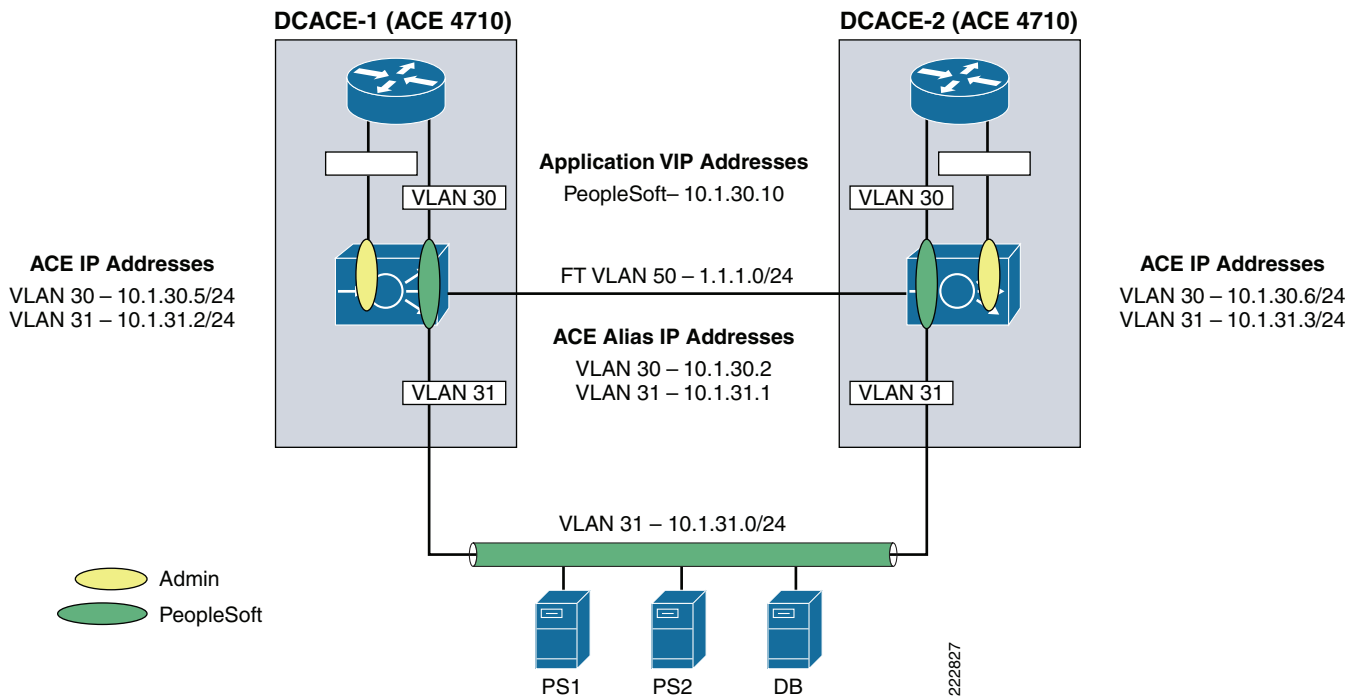 DCACE-1 (ACE 4710)
DCACE-2 (ACE 4710)
Application VIP Addresses
PeopleSoft– 10.1.30.10
VLAN 30
VLAN 30
ACE IP Addresses
VLAN 30 – 10.1.30.5/24
VLAN 31 – 10.1.31.2/24
FT VLAN 50 – 1.1.1.0/24
ACE IP Addresses
VLAN 30 – 10.1.30.6/24
VLAN 31 – 10.1.31.3/24
ACE Alias IP Addresses
VLAN 30 – 10.1.30.2
VLAN 31 – 10.1.31.1
VLAN 31
VLAN 31
VLAN 31 – 10.1.31.0/24
Admin
PeopleSoft
PS1
PS2
DB
222827